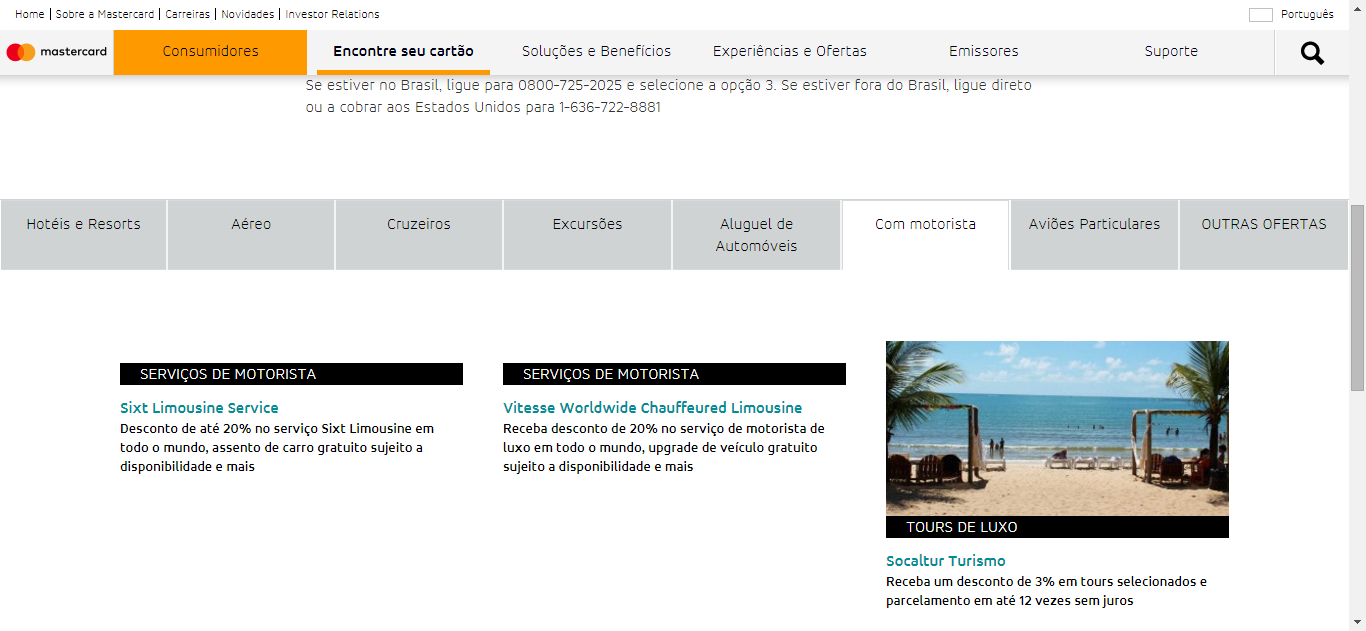 Home | Sobre a Mastercard | Carreiras | Novidades | Investor Relations
Português
mastercard
Consumidores
Encontre seu cartão
Soluções e Benefícios
Experiências e Ofertas
Emissores
Suporte
Se estiver no Brasil, ligue para 0800-725-2025 e selecione a opção 3. Se estiver fora do Brasil, ligue direto
ou a cobrar aos Estados Unidos para 1-636-722-8881
Hotéis e Resorts
Aéreo
Cruzeiros
Excursões
Aluguel de
Automóveis
Com motorista
Aviões Particulares
OUTRAS OFERTAS
SERVIÇOS DE MOTORISTA
Sixt Limousine Service
Desconto de até 20% no serviço Sixt Limousine em
todo o mundo, assento de carro gratuito sujeito a
disponibilidade e mais
SERVIÇOS DE MOTORISTA
Vitesse Worldwide Chauffeured Limousine
Receba desconto de 20% no serviço de motorista de
luxo em todo o mundo, upgrade de veículo gratuito
sujeito a disponibilidade e mais
TOURS DE LUXO
Socaltur Turismo
Receba um desconto de 3% em tours selecionados e
parcelamento em até 12 vezes sem juros